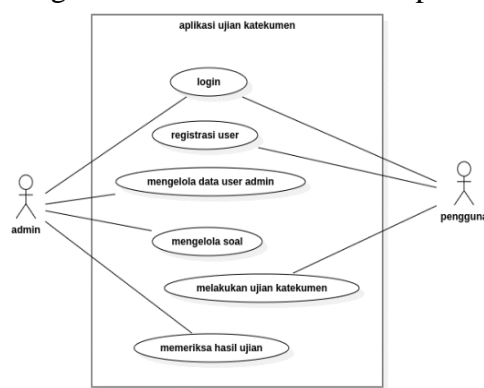 aplikasi ujian katekumen
login
registrasi user
mengelola data user admin
admin
pengguna
mengelola soal
melakukan ujian katekumen
memeriksa hasil ujian